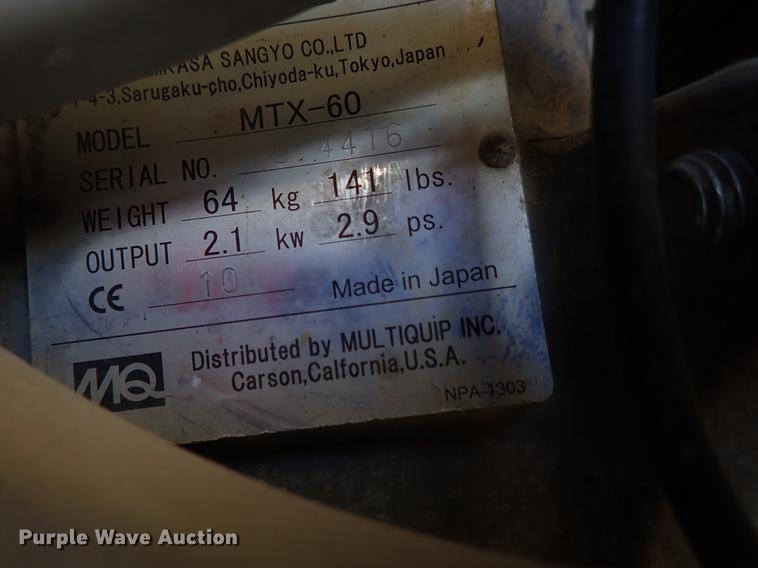 SANGYO CO.,LTD
1-4-3,Sarugaku-cho,Chiyoda-ku,Tokyo,Japan
MODEL MTX-60
SERIAL NO. 4416
WEIGHT 64 kg 141 lbs.
OUTPUT 2.1 kw 2.9 ps.
CE 10 Made in Japan
MQ Distributed by MULTIQUIP INC.
Carson,Calfornia,U.S.A.
NPA-1303
Purple Wave Auction